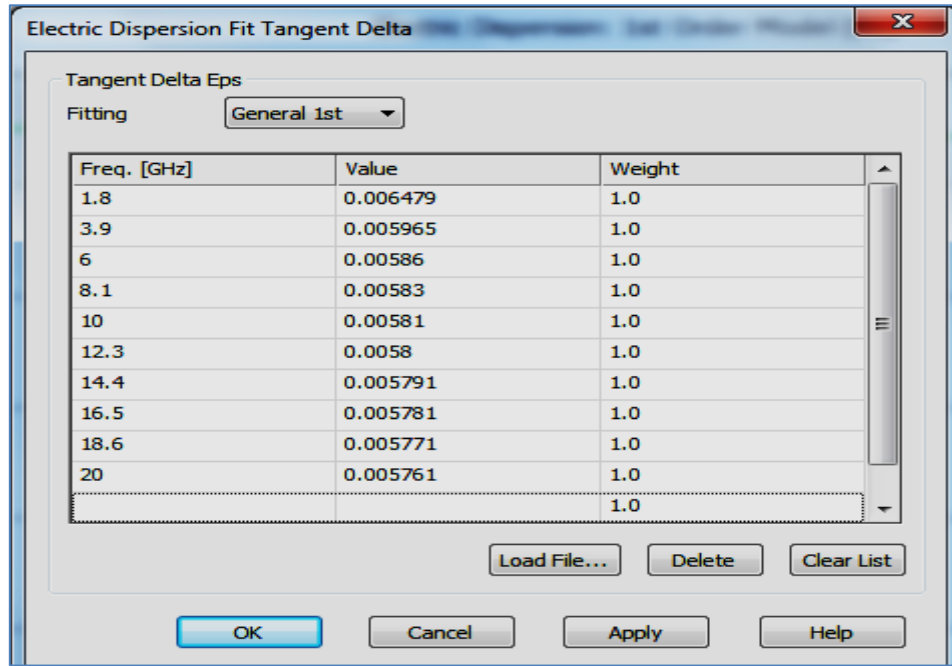 Electric Dispersion Fit Tangent Delta
Tangent Delta Eps
Fitting General 1st
Freq. [GHz] Value Weight
1.8 0.006479 1.0
3.9 0.005965 1.0
6 0.00586 1.0
8.1 0.00583 1.0
10 0.00581 1.0
12.3 0.0058 1.0
14.4 0.005791 1.0
16.5 0.005781 1.0
18.6 0.005771 1.0
20 0.005761 1.0
1.0
Load File... Delete Clear List
OK Cancel Apply Help